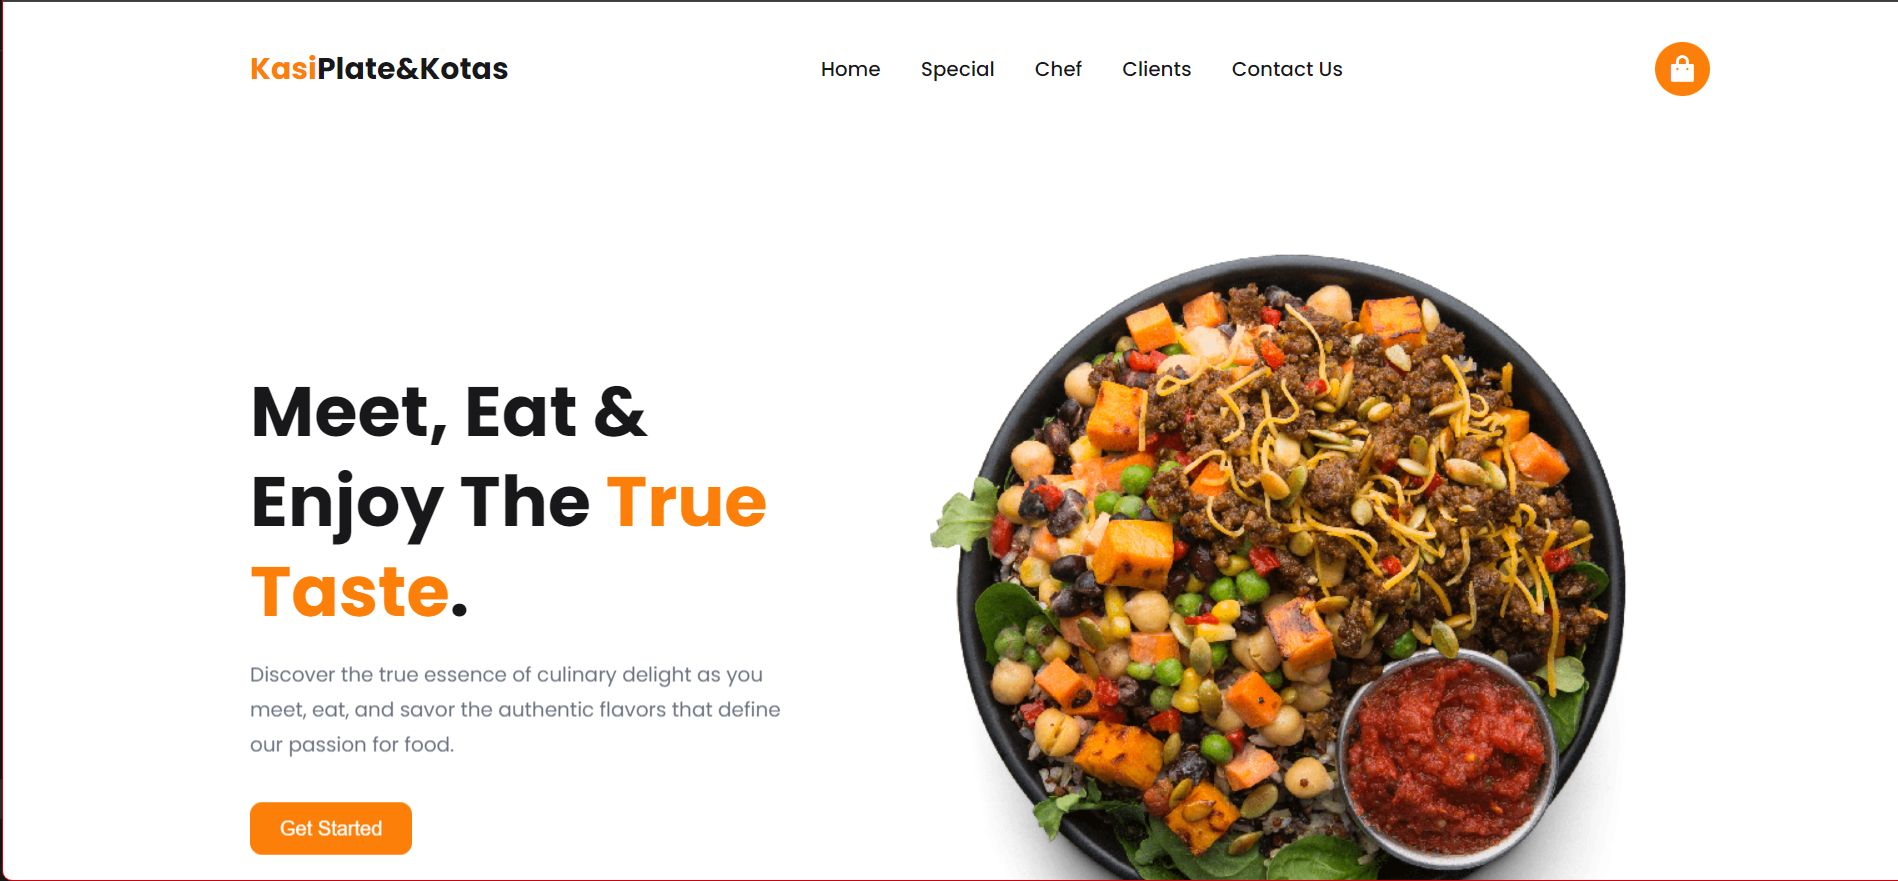 KasiPlate&Kotas
Home Special Chef Clients Contact Us
Meet, Eat &
Enjoy The True
Taste.
Discover the true essence of culinary delight as you
meet, eat, and savor the authentic flavors that define
our passion for food.
Get Started